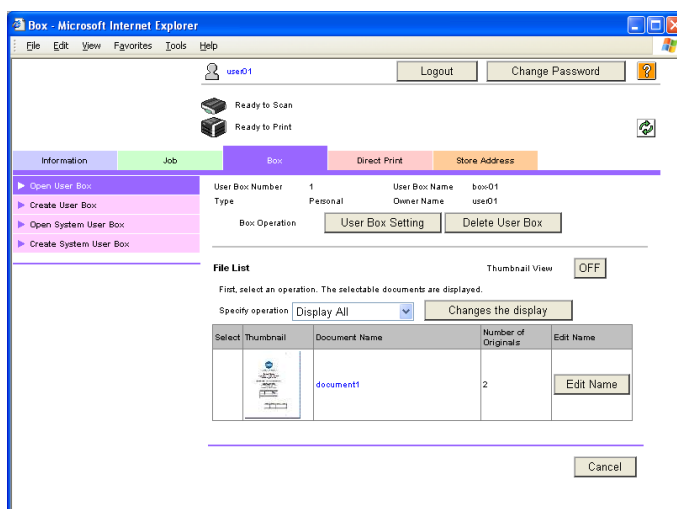 Box - Microsoft Internet Explorer
File Edit View Favorites Tools Help
user01 Logout Change Password ?
Ready to Scan
Ready to Print
Information Job Box Direct Print Store Address
Open User Box
Create User Box
Open System User Box
Create System User Box
User Box Number 1 User Box Name box-01
Type Personal Owner Name user01
Box Operation User Box Setting Delete User Box
File List Thumbnail View OFF
First, select an operation. The selectable documents are displayed.
Specify operation Display All Changes the display
Select Thumbnail Document Name Number of Originals Edit Name
document1 2 Edit Name
Cancel